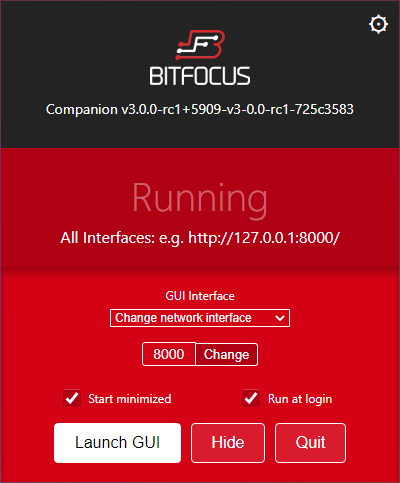 BITFOCUS
Companion v3.0.0-rc1+5909-v3-0.0-rc1-725c3583
Running
All Interfaces: e.g. http://127.0.0.1:8000/
GUI Interface
Change network interface
8000 Change
Start minimized Run at login
Launch GUI Hide Quit